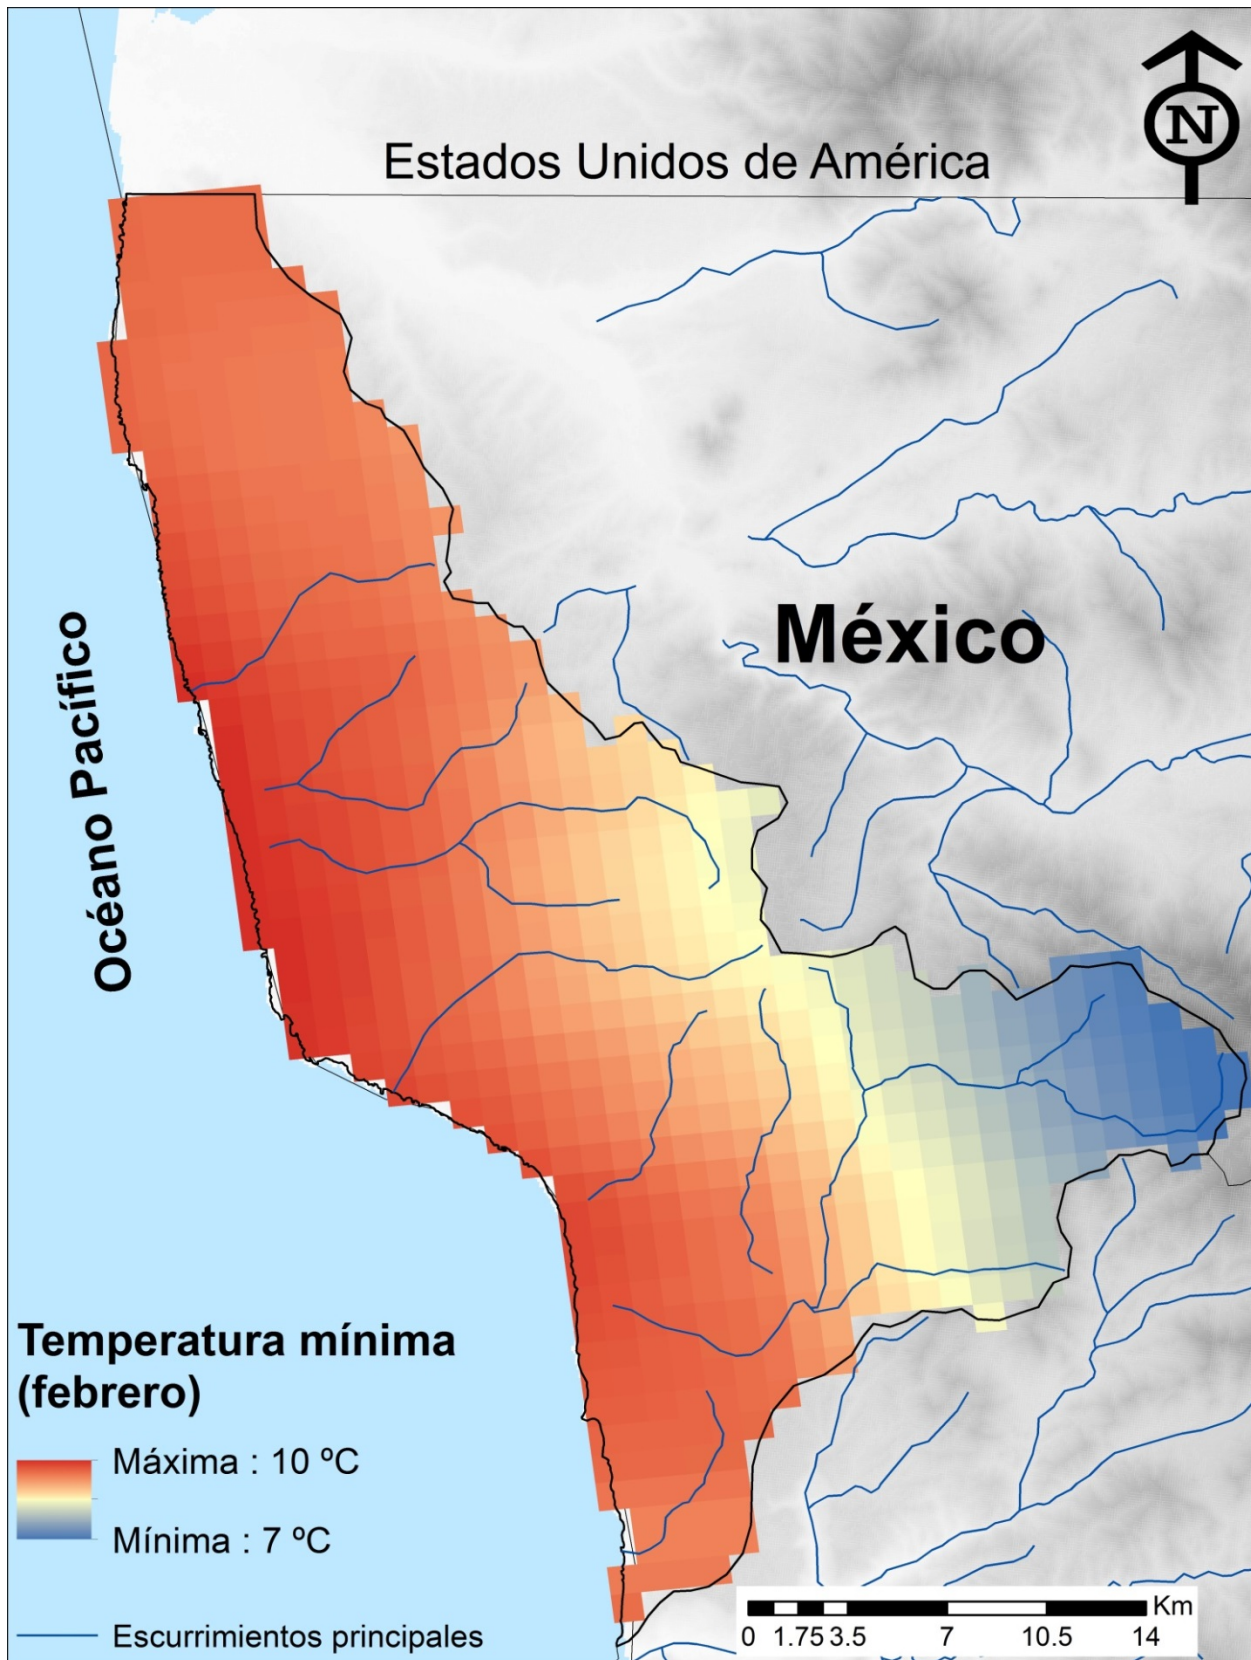 N
Estados Unidos de América
México
Océano Pacífico
Temperatura mínima
(febrero)
Máxima : 10 ºC
Mínima : 7 ºC
Escurrimientos principales
Km
0 1.75 3.5 7 10.5 14